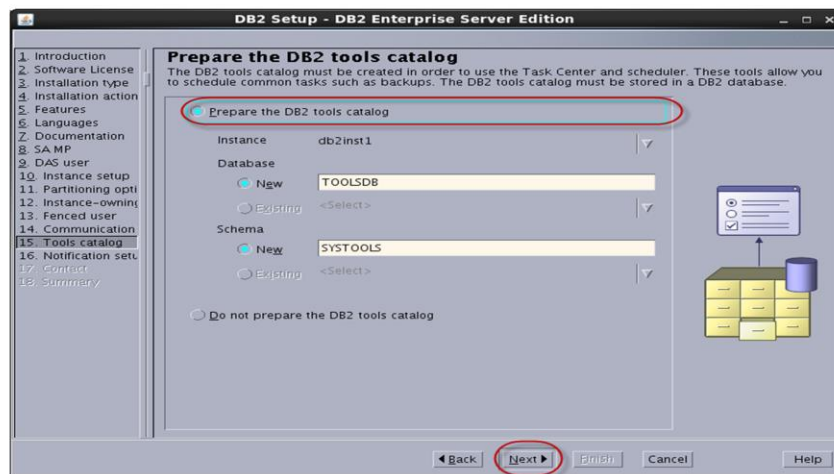 DB2 Setup - DB2 Enterprise Server Edition
1. Introduction
2. Software License
3. Installation type
4. Installation action
5. Features
6. Languages
7. Documentation
8. SA MP
9. DAS user
10. Instance setup
11. Partitioning opti
12. Instance-owning
13. Fenced user
14. Communication
15. Tools catalog
16. Notification setu
17. Contact
18. Summary
Prepare the DB2 tools catalog
The DB2 tools catalog must be created in order to use the Task Center and scheduler. These tools allow you
to schedule common tasks such as backups. The DB2 tools catalog must be stored in a DB2 database.
Prepare the DB2 tools catalog
Instance db2inst1
Database
New TOOLSDB
Existing <Select>
Schema
New SYSTOOLS
Existing <Select>
Do not prepare the DB2 tools catalog
Back Next Finish Cancel Help